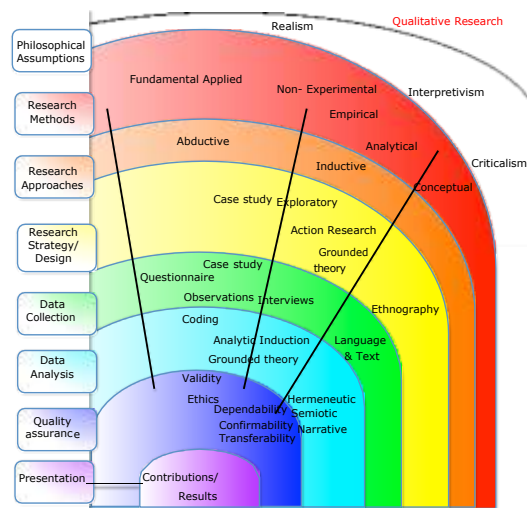 Qualitative Research
Realism
Philosophical
Assumptions
Interpretivism
Criticalism
Research
Methods
Fundamental Applied
Non- Experimental
Empirical
Analytical
Conceptual
Research
Approaches
Abductive
Inductive
Research
Strategy/
Design
Case study
Exploratory
Action Research
Grounded
theory
Ethnography
Data
Collection
Case study
Questionnaire
Observations
Interviews
Language
& Text
Data
Analysis
Coding
Analytic Induction
Grounded theory
Hermeneutic
Semiotic
Narrative
Quality
assurance
Validity
Ethics
Dependability
Confirmability
Transferability
Presentation
Contributions/
Results